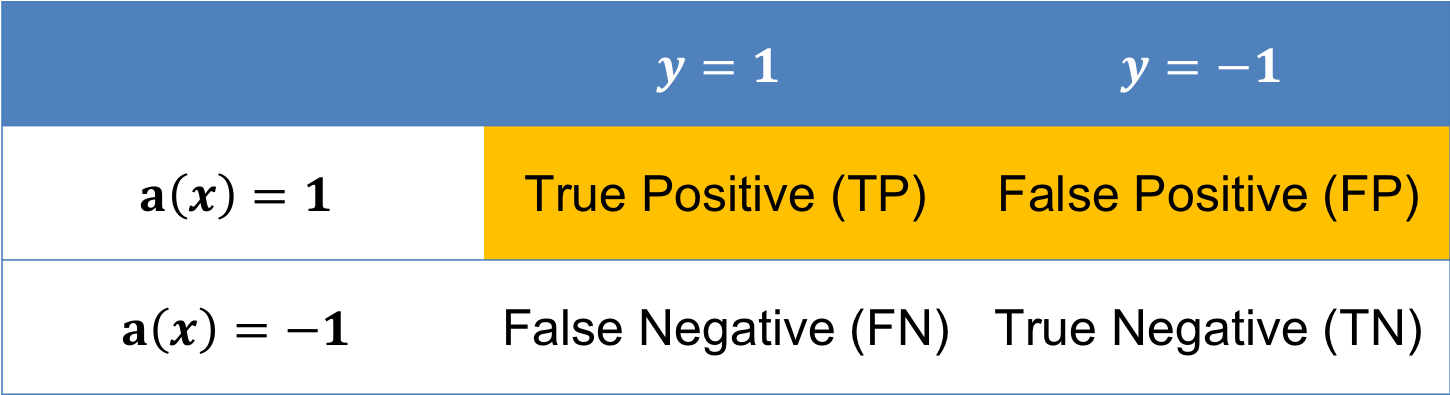 y = 1 y = −1
a(x) = 1 True Positive (TP) False Positive (FP)
a(x) = −1 False Negative (FN) True Negative (TN)